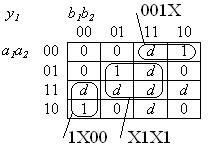 y₁ b₁b₂ 001X
00 01 11 10
a₁a₂ 00 0 0 d 1
01 0 1 d 0
11 d d d d
10 1 0 d 0
1X00 X1X1